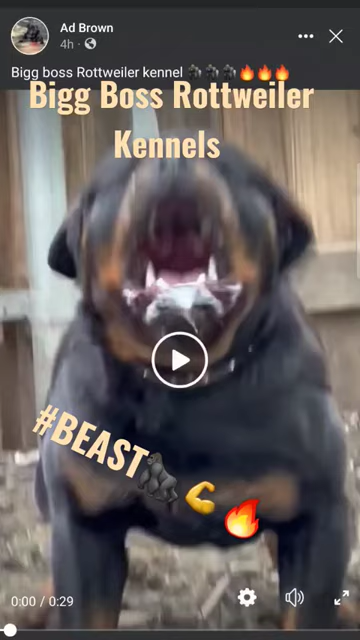 Ad Brown
4h ·
Bigg boss Rottweiler kennel 🦍🦍🦍🔥🔥🔥
Bigg Boss Rottweiler
Kennels
#BEAST🦍💪🔥
0:00 / 0:29